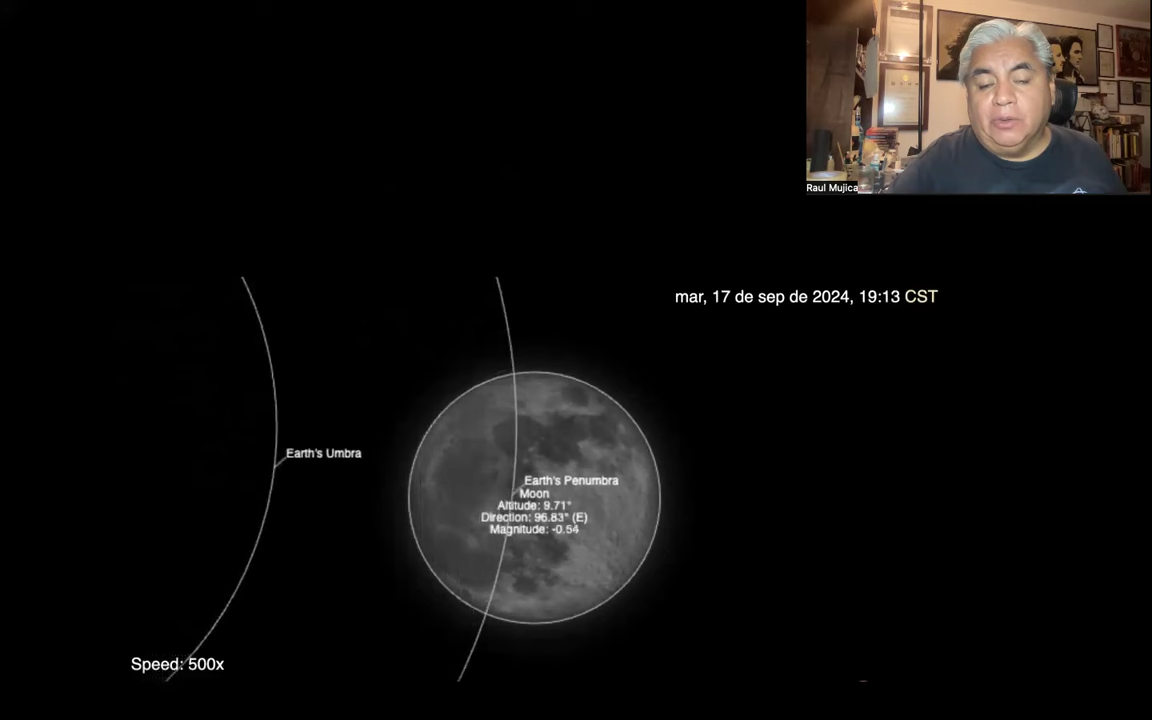 Raul Mujica
mar, 17 de sep de 2024, 19:13 CST
Earth's Umbra
Earth's Penumbra
Moon
Altitude: 9.71°
Direction: 96.83° (E)
Magnitude: -0.54
Speed: 500x